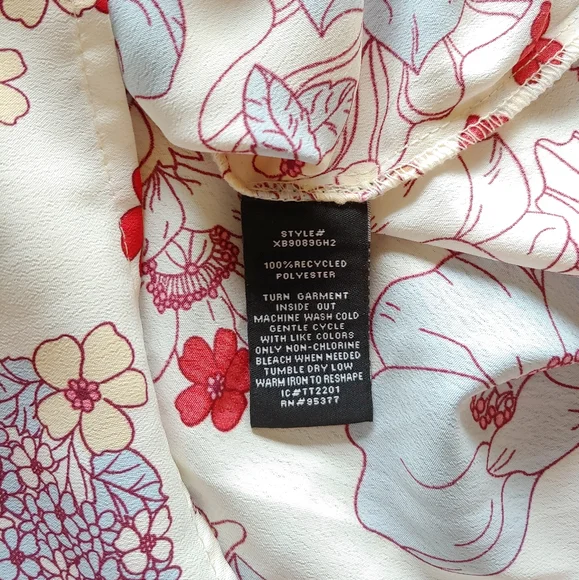 STYLE#
XB9089GH2
100%RECYCLED
POLYESTER
TURN GARMENT
INSIDE OUT
MACHINE WASH COLD
GENTLE CYCLE
WITH LIKE COLORS
ONLY NON-CHLORINE
BLEACH WHEN NEEDED
TUMBLE DRY LOW
WARM IRON TO RESHAPE
IC#TT2201
RN#95377